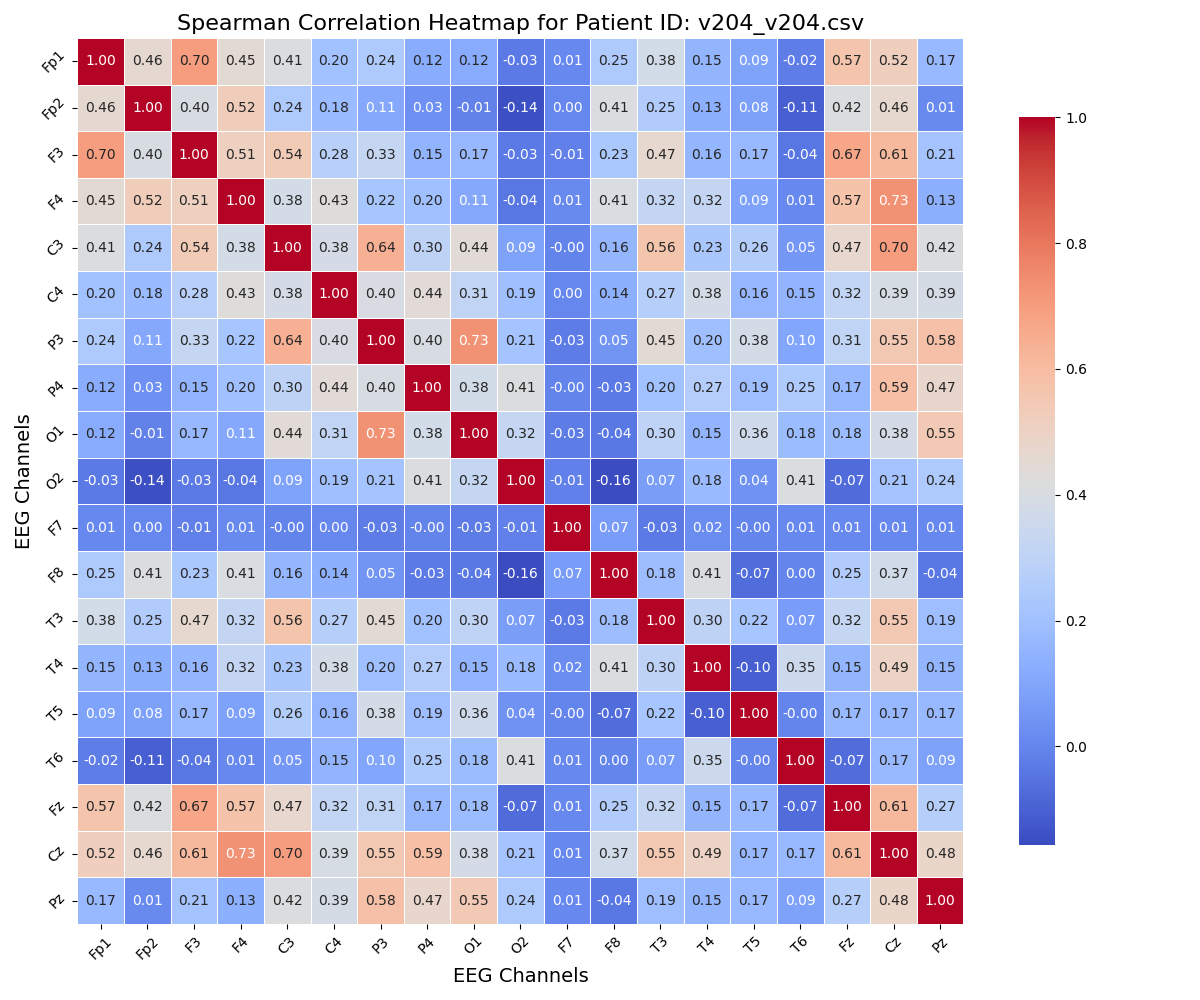 Spearman Correlation Heatmap for Patient ID: v204_v204.csv
Fp1 1.00 0.46 0.70 0.45 0.41 0.20 0.24 0.12 0.12 -0.03 0.01 0.25 0.38 0.15 0.09 -0.02 0.57 0.52 0.17
Fp2 0.46 1.00 0.40 0.52 0.24 0.18 0.11 0.03 -0.01 -0.14 0.00 0.41 0.25 0.13 0.08 -0.11 0.42 0.46 0.01
F3 0.70 0.40 1.00 0.51 0.54 0.28 0.33 0.15 0.17 -0.03 -0.01 0.23 0.47 0.16 0.17 -0.04 0.67 0.61 0.21
F4 0.45 0.52 0.51 1.00 0.38 0.43 0.22 0.20 0.11 -0.04 0.01 0.41 0.32 0.32 0.09 0.01 0.57 0.73 0.13
C3 0.41 0.24 0.54 0.38 1.00 0.38 0.64 0.30 0.44 0.09 -0.00 0.16 0.56 0.23 0.26 0.05 0.47 0.70 0.42
C4 0.20 0.18 0.28 0.43 0.38 1.00 0.40 0.44 0.31 0.19 0.00 0.14 0.27 0.38 0.16 0.15 0.32 0.39 0.39
P3 0.24 0.11 0.33 0.22 0.64 0.40 1.00 0.40 0.73 0.21 -0.03 0.05 0.45 0.20 0.38 0.10 0.31 0.55 0.58
P4 0.12 0.03 0.15 0.20 0.30 0.44 0.40 1.00 0.38 0.41 -0.00 -0.03 0.20 0.27 0.19 0.25 0.17 0.59 0.47
O1 0.12 -0.01 0.17 0.11 0.44 0.31 0.73 0.38 1.00 0.32 -0.03 -0.04 0.30 0.15 0.36 0.18 0.18 0.38 0.55
O2 -0.03 -0.14 -0.03 -0.04 0.09 0.19 0.21 0.41 0.32 1.00 -0.01 -0.16 0.07 0.18 0.04 0.41 -0.07 0.21 0.24
F7 0.01 0.00 -0.01 0.01 -0.00 0.00 -0.03 -0.00 -0.03 -0.01 1.00 0.07 -0.03 0.02 -0.00 0.01 0.01 0.01 0.01
F8 0.25 0.41 0.23 0.41 0.16 0.14 0.05 -0.03 -0.04 -0.16 0.07 1.00 0.18 0.41 -0.07 0.00 0.25 0.37 -0.04
T3 0.38 0.25 0.47 0.32 0.56 0.27 0.45 0.20 0.30 0.07 -0.03 0.18 1.00 0.30 0.22 0.07 0.32 0.55 0.19
T4 0.15 0.13 0.16 0.32 0.23 0.38 0.20 0.27 0.15 0.18 0.02 0.41 0.30 1.00 -0.10 0.35 0.15 0.49 0.15
T5 0.09 0.08 0.17 0.09 0.26 0.16 0.38 0.19 0.36 0.04 -0.00 -0.07 0.22 -0.10 1.00 -0.00 0.17 0.17 0.17
T6 -0.02 -0.11 -0.04 0.01 0.05 0.15 0.10 0.25 0.18 0.41 0.01 0.00 0.07 0.35 -0.00 1.00 -0.07 0.17 0.09
Fz 0.57 0.42 0.67 0.57 0.47 0.32 0.31 0.17 0.18 -0.07 0.01 0.25 0.32 0.15 0.17 -0.07 1.00 0.61 0.27
Cz 0.52 0.46 0.61 0.73 0.70 0.39 0.55 0.59 0.38 0.21 0.01 0.37 0.55 0.49 0.17 0.17 0.61 1.00 0.48
Pz 0.17 0.01 0.21 0.13 0.42 0.39 0.58 0.47 0.55 0.24 0.01 -0.04 0.19 0.15 0.17 0.09 0.27 0.48 1.00
Fp1 Fp2 F3 F4 C3 C4 P3 P4 O1 O2 F7 F8 T3 T4 T5 T6 Fz Cz Pz
EEG Channels
EEG Channels
1.0
0.8
0.6
0.4
0.2
0.0